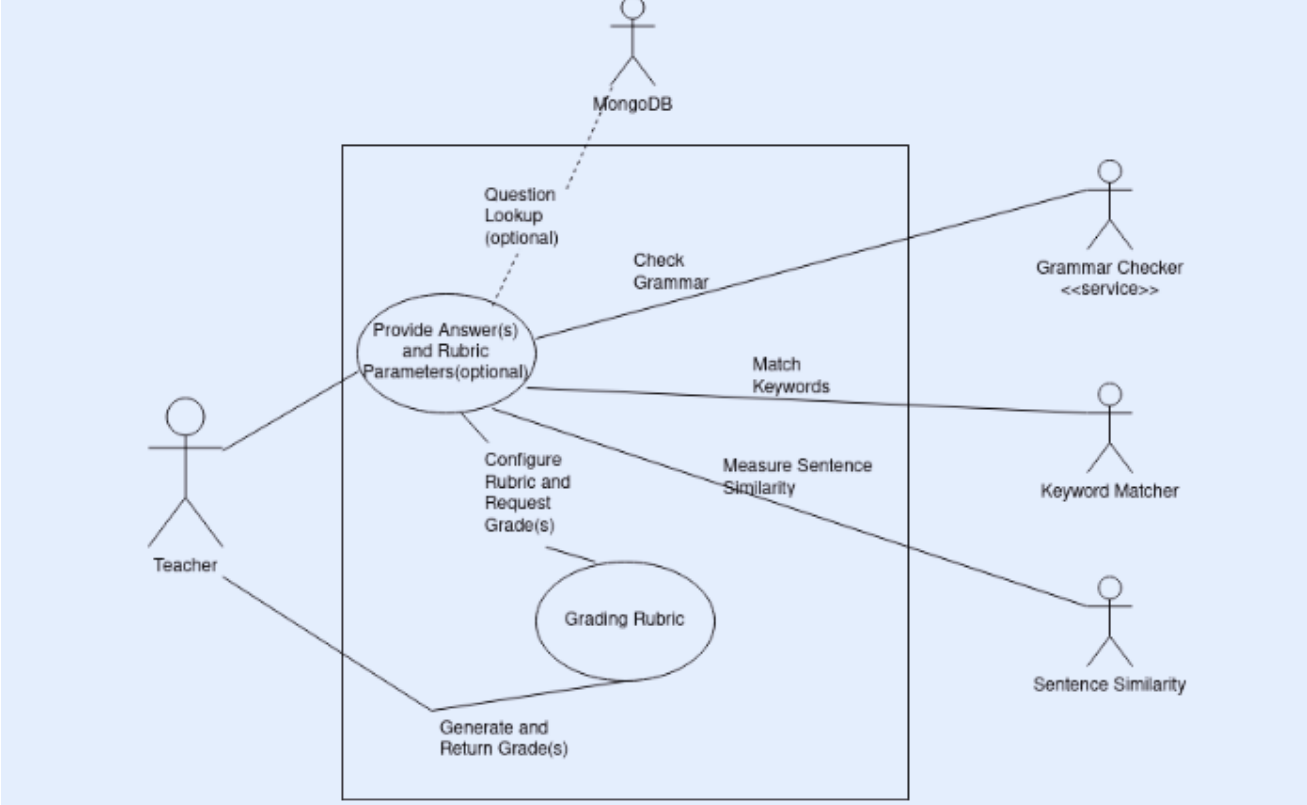 MongoDB
Question
Lookup
(optional)
Check
Grammar
Grammar Checker
<<service>>
Provide Answer(s)
and Rubric
Parameters(optional)
Match
Keywords
Configure
Rubric and
Request
Grade(s)
Measure Sentence
Similarity
Keyword Matcher
Teacher
Grading Rubric
Sentence Similarity
Generate and
Return Grade(s)